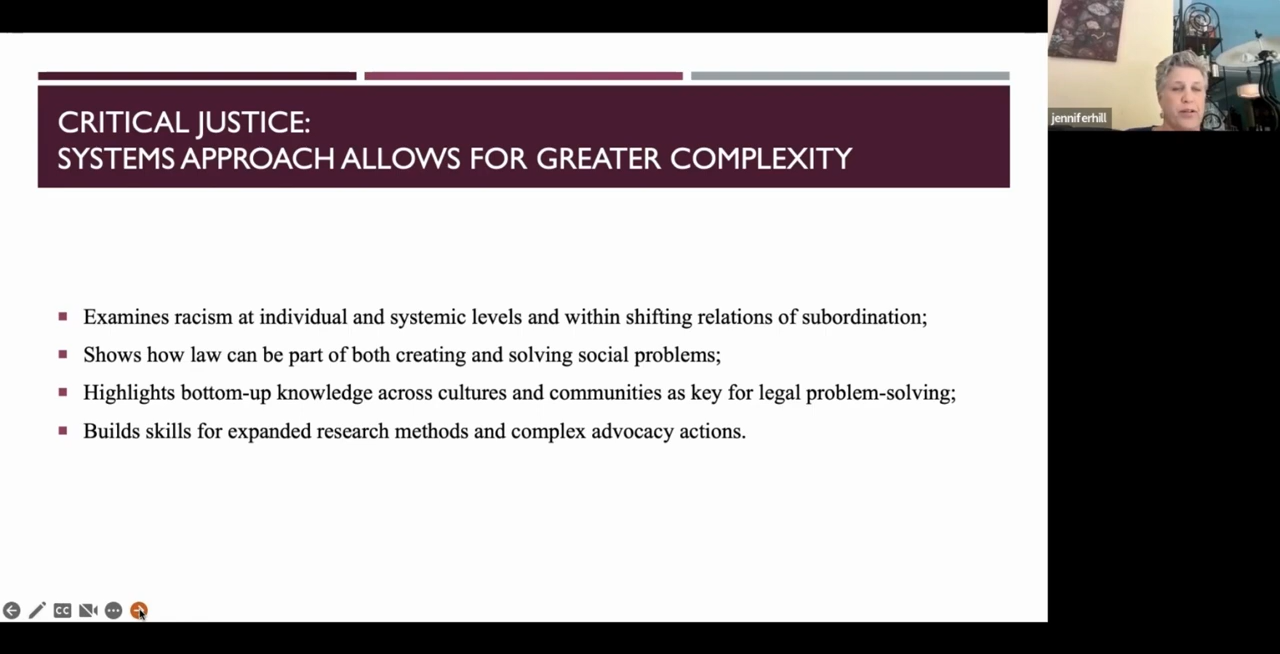 CRITICAL JUSTICE:
SYSTEMS APPROACH ALLOWS FOR GREATER COMPLEXITY
jenniferhill
Examines racism at individual and systemic levels and within shifting relations of subordination;
Shows how law can be part of both creating and solving social problems;
Highlights bottom-up knowledge across cultures and communities as key for legal problem-solving;
Builds skills for expanded research methods and complex advocacy actions.
CC